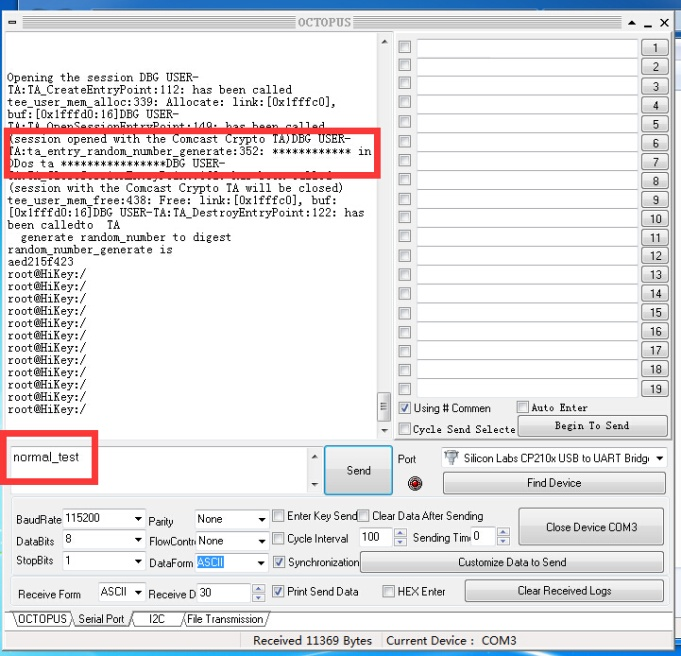 OCTOPUS
Opening the session DBG USER-
TA:TA_CreateEntryPoint:112: has been called
tee_user_mem_alloc:339: Allocate: link:[0x1fffc0],
buf:[0x1fffd0:16]DBG USER-
TA:TA_OpenSessionEntryPoint:149: has been called
(session opened with the Comcast Crypto TA)DBG USER-
TA:ta_entry_random_number_generate:352: ************ in
DDos ta ****************DBG USER-
has been called
(session with the Comcast Crypto TA will be closed)
tee_user_mem_free:438: Free: link:[0x1fffc0], buf:
[0x1fffd0:16]DBG USER-TA:TA_DestroyEntryPoint:122: has
been calledto TA
generate random_number to digest
random_number_generate is
aed215f423
root@HiKey:/
root@HiKey:/
root@HiKey:/
root@HiKey:/
root@HiKey:/
root@HiKey:/
root@HiKey:/
root@HiKey:/
root@HiKey:/
root@HiKey:/
root@HiKey:/
root@HiKey:/
1
2
3
4
5
6
7
8
9
10
11
12
13
14
15
16
17
18
19
Using # Commen Auto Enter
Cycle Send Selecte Begin To Send
normal_test
Send
Port Silicon Labs CP210x USB to UART Bridge
Find Device
BaudRate 115200 Parity None Enter Key Send Clear Data After Sending
DataBits 8 FlowContr None Cycle Interval 100 Sending Tim 0 Close Device COM3
StopBits 1 DataForm ASCII Synchronization Customize Data to Send
Receive Form ASCII Receive D 30 Print Send Data HEX Enter Clear Received Logs
OCTOPUS Serial Port I2C File Transmission
Received 11369 Bytes Current Device : COM3